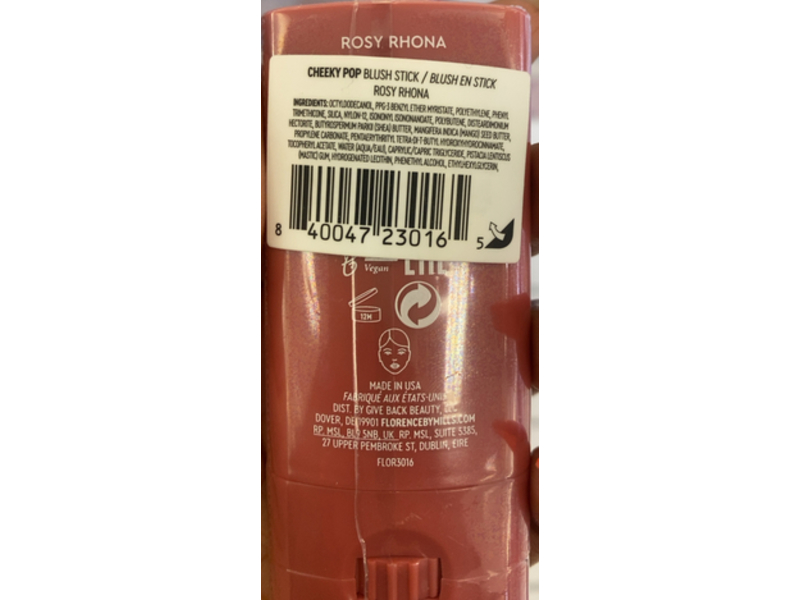 ROSY RHONA
CHEEKY POP BLUSH STICK / BLUSH EN STICK
ROSY RHONA
INGREDIENTS: OCTYLDODECANOL, PPG-3 BENZYL ETHER MYRISTATE, POLYETHYLENE, PHENYL
TRIMETHICONE, SILICA, NYLON-12, ISONONYL ISONONANOATE, POLYBUTENE, DISTEARDIMONIUM
HECTORITE, BUTYROSPERMUM PARKII (SHEA) BUTTER, MANGIFERA INDICA (MANGO) SEED BUTTER,
PROPYLENE CARBONATE, PENTAERYTHRITYL TETRA-DI-T-BUTYL HYDROXYHYDROCINNAMATE,
TOCOPHERYL ACETATE, WATER (AQUA/EAU), CAPRYLIC/CAPRIC TRIGLYCERIDE, PISTACIA LENTISCUS
(MASTIC) GUM, HYDROGENATED LECITHIN, PHENETHYL ALCOHOL, ETHYLHEXYLGLYCERIN,
8 40047 23016 5
Vegan
12M
MADE IN USA
FABRIQUÉ AUX ÉTATS-UNIS
DIST. BY GIVE BACK BEAUTY, LLC
DOVER, DE 19901 FLORENCEBYMILLS.COM
RP. MSL, BL9 5NB, UK. RP. MSL, SUITE 5385,
27 UPPER PEMBROKE ST, DUBLIN, EIRE
FLOR3016